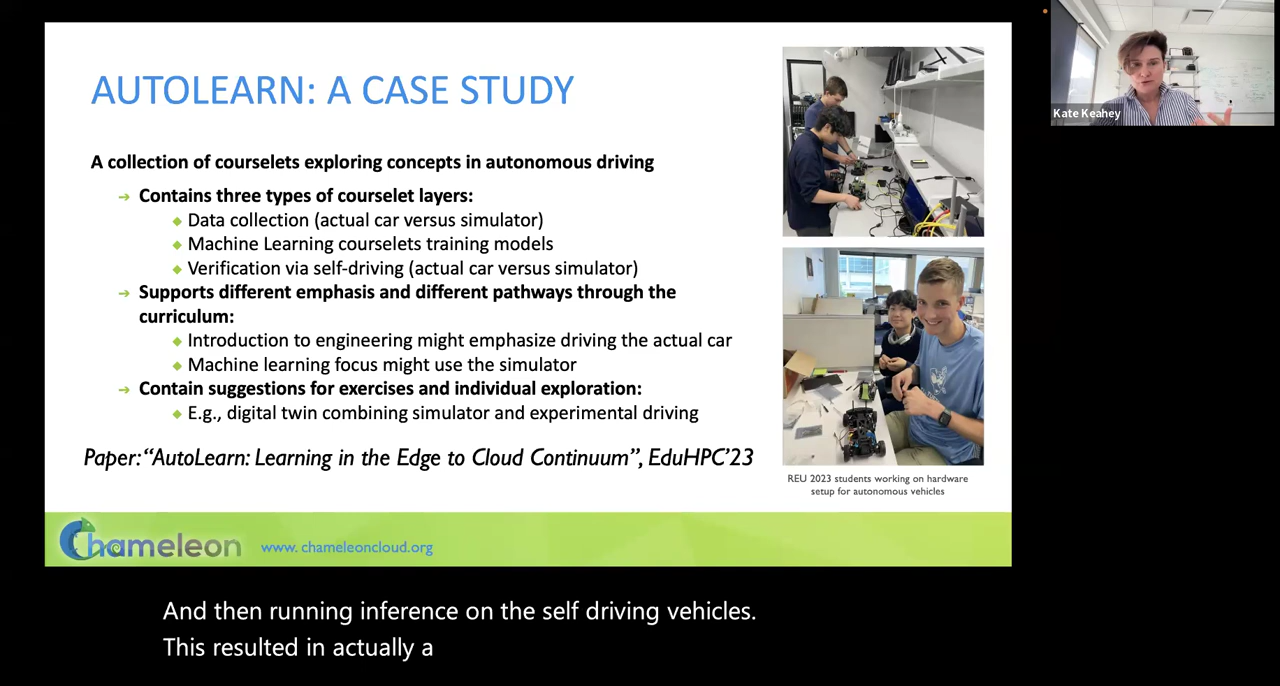 AUTOLEARN: A CASE STUDY
A collection of courselets exploring concepts in autonomous driving
→ Contains three types of courselet layers:
◆ Data collection (actual car versus simulator)
◆ Machine Learning courselets training models
◆ Verification via self-driving (actual car versus simulator)
→ Supports different emphasis and different pathways through the
curriculum:
◆ Introduction to engineering might emphasize driving the actual car
◆ Machine learning focus might use the simulator
→ Contain suggestions for exercises and individual exploration:
◆ E.g., digital twin combining simulator and experimental driving
Paper: “AutoLearn: Learning in the Edge to Cloud Continuum”, EduHPC’23
REU 2023 students working on hardware
setup for autonomous vehicles
Chameleon
www. chameleoncloud.org
Kate Keahey
And then running inference on the self driving vehicles.
This resulted in actually a